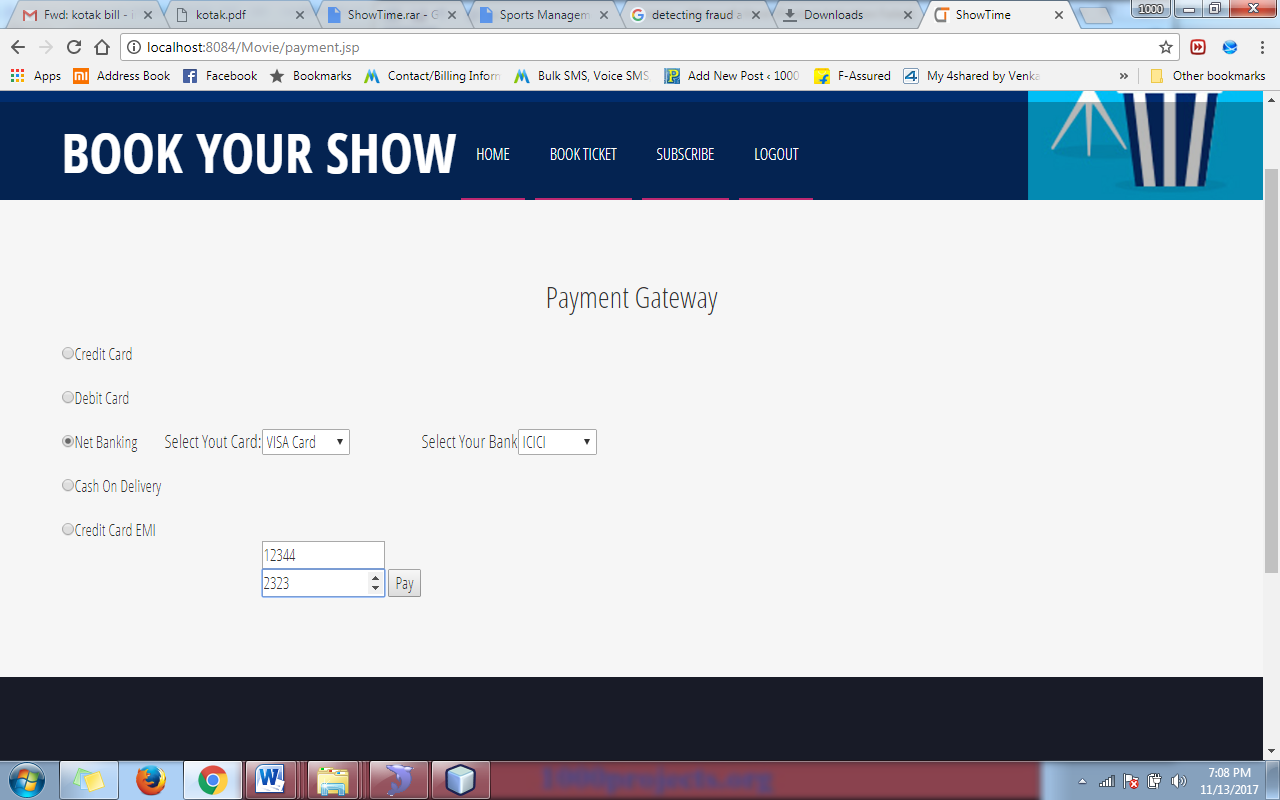 1000
Fwd: kotak bill - i
kotak.pdf
ShowTime.rar - G
Sports Managem
detecting fraud a
Downloads
ShowTime
localhost:8084/Movie/payment.jsp
Apps
Address Book
Facebook
Bookmarks
Contact/Billing Inforn
Bulk SMS, Voice SMS
Add New Post ‹ 1000
F-Assured
My 4shared by Venka
»
Other bookmarks
BOOK YOUR SHOW
HOME
BOOK TICKET
SUBSCRIBE
LOGOUT
Payment Gateway
Credit Card
Debit Card
Net Banking Select Yout Card: VISA Card Select Your Bank ICICI
Cash On Delivery
Credit Card EMI
12344
2323 Pay
1000projects.org
7:08 PM
11/13/2017